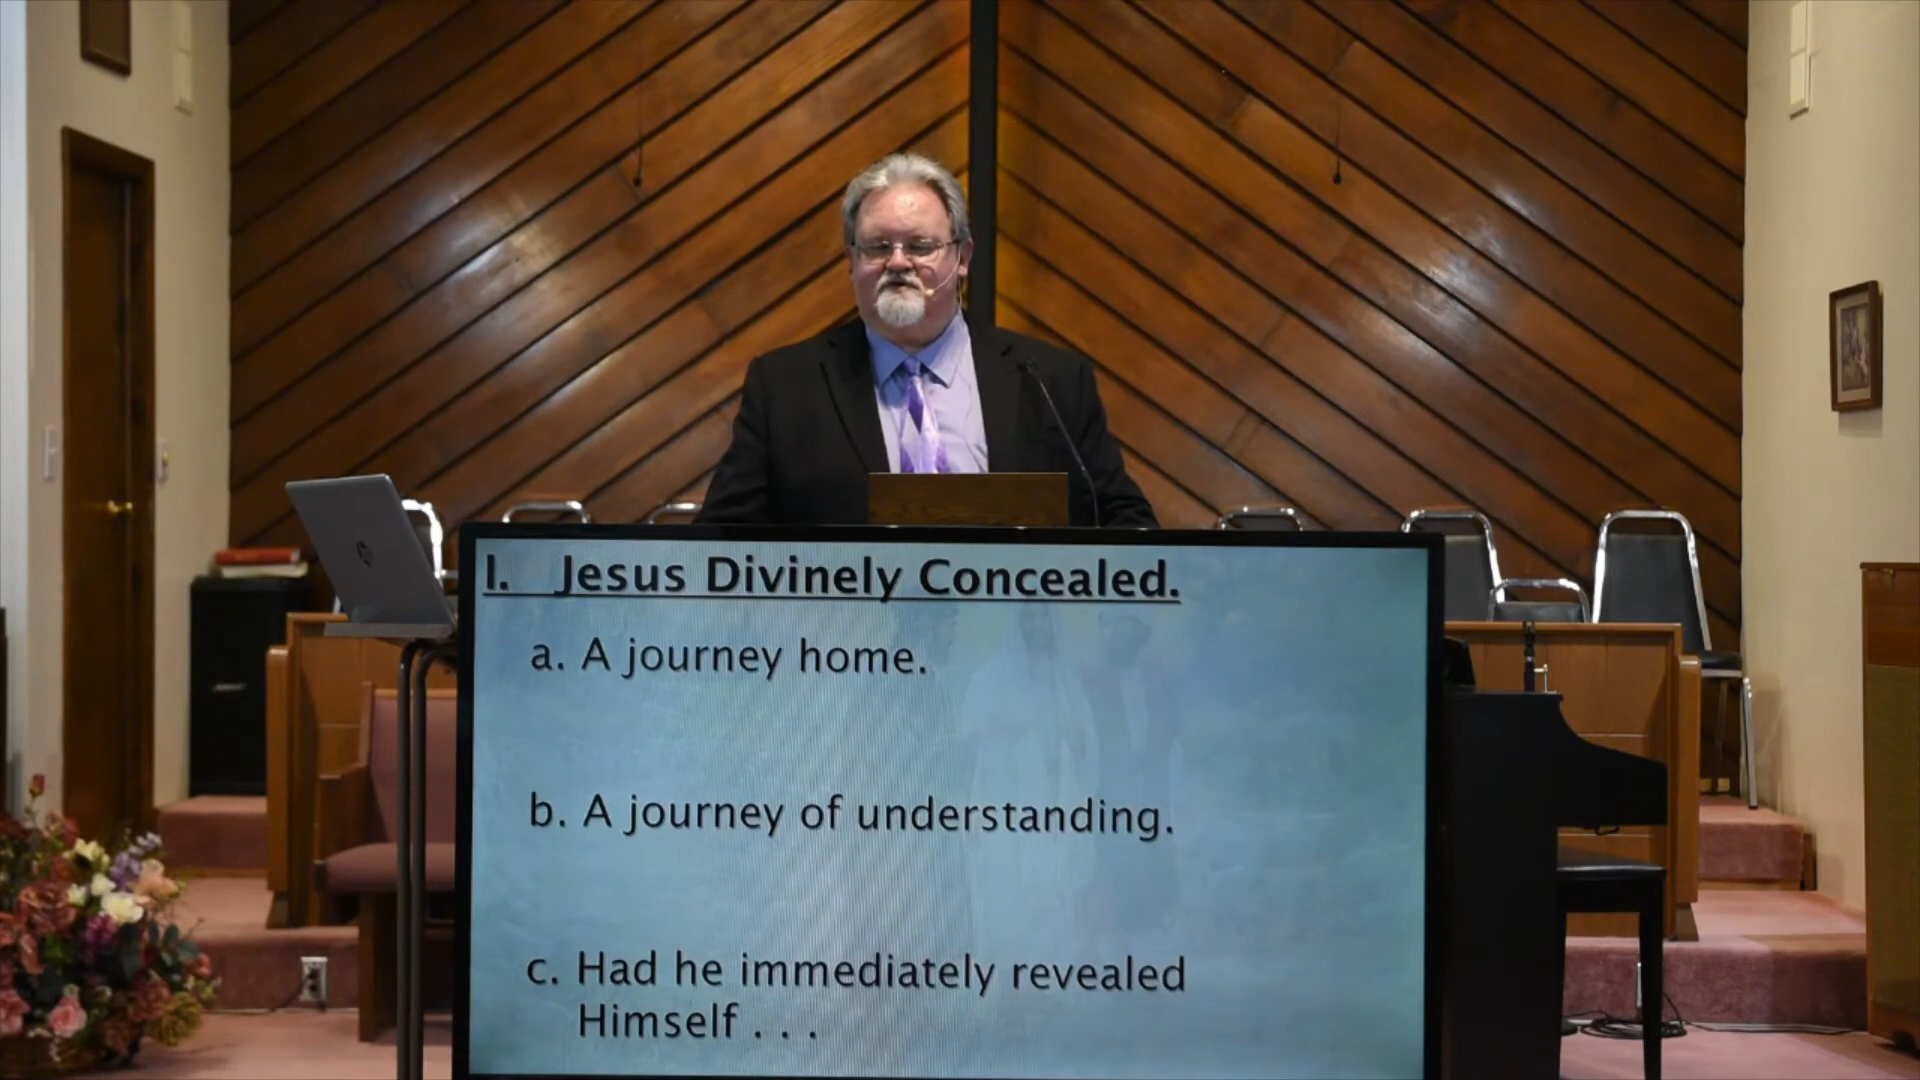 I. Jesus Divinely Concealed.
a. A journey home.
b. A journey of understanding.
c. Had he immediately revealed
Himself . . .